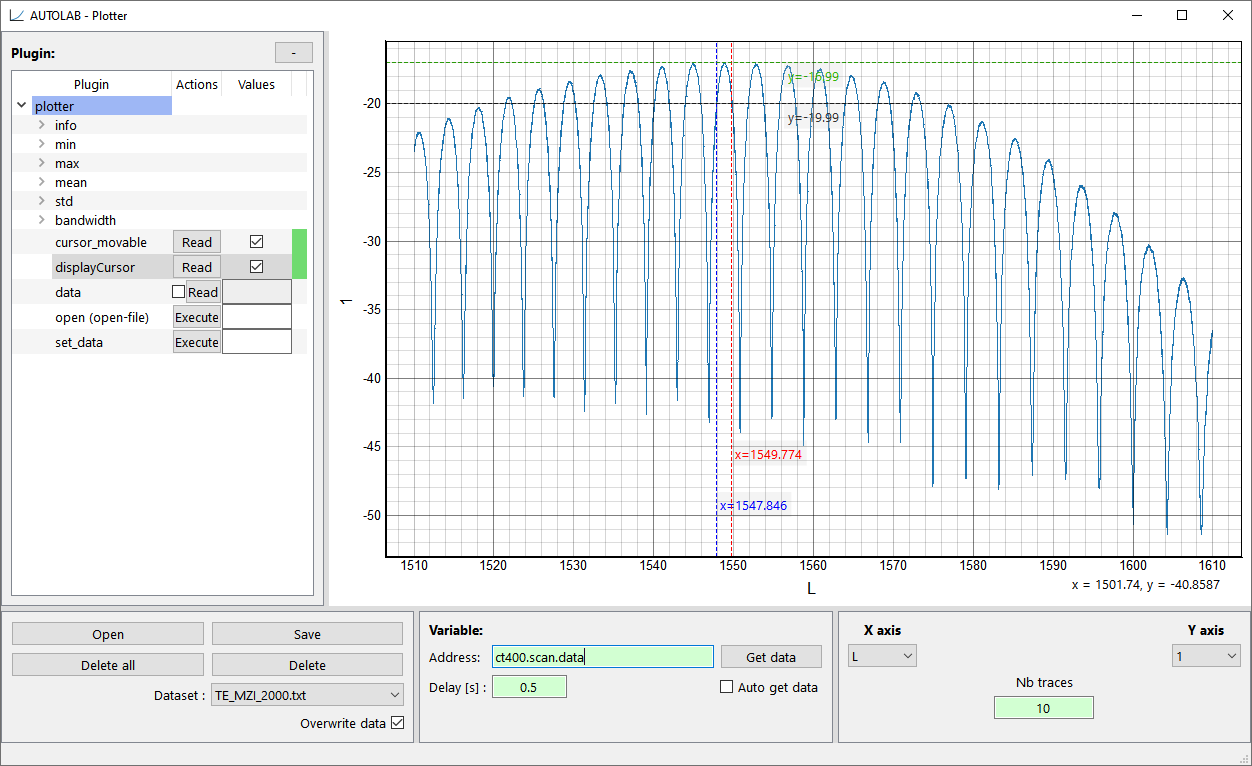 AUTOLAB - Plotter
Plugin:
-
Plugin Actions Values
plotter
info
min
max
mean
std
bandwidth
cursor_movable Read
displayCursor Read
data Read
open (open-file) Execute
set_data Execute
y=-16.99
y=-19.99
x=1549.774
x=1547.846
-20
-25
-30
-35
-40
-45
-50
1
1510 1520 1530 1540 1550 1560 1570 1580 1590 1600 1610
L
x = 1501.74, y = -40.8587
Open Save
Delete all Delete
Dataset : TE_MZI_2000.txt
Overwrite data
Variable:
Address: ct400.scan.data Get data
Delay [s] : 0.5 Auto get data
X axis Y axis
L 1
Nb traces
10